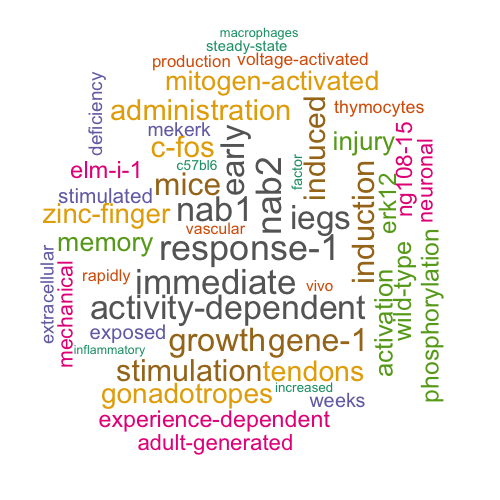 macrophages
steady-state
production voltage-activated
mitogen-activated
deficiency
administration
induced
thymocytes
mekerk
early
c-fos
nab2
injury
ng108-15
neuronal
elm-i-1
c57bl6
factor
mice
stimulated
nab1
iegs
erk12
zinc-finger
vascular
induction
memory
response-1
wild-type
extracellular
mechanical
rapidly
immediate
vivo
activation
phosphorylation
activity-dependent
exposed
growth gene-1
inflammatory
stimulation tendons
gonadotropes
increased
weeks
experience-dependent
adult-generated